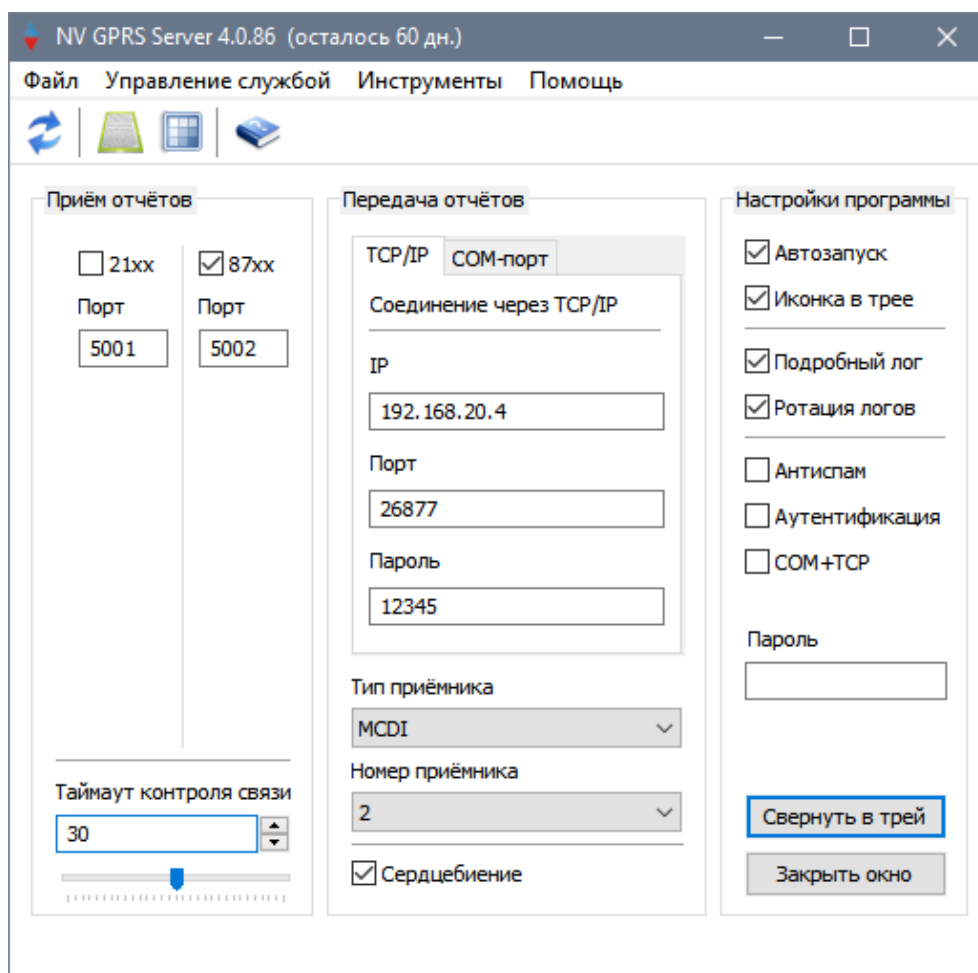 NV GPRS Server 4.0.86 (осталось 60 дн.)
Файл Управление службой Инструменты Помощь
Приём отчётов
21xx 87xx
Порт Порт
5001 5002
Таймаут контроля связи
30
Передача отчётов
TCP/IP COM-порт
Соединение через TCP/IP
IP
192.168.20.4
Порт
26877
Пароль
12345
Тип приёмника
MCDI
Номер приёмника
2
Сердцебиение
Настройки программы
Автозапуск
Иконка в трее
Подробный лог
Ротация логов
Антиспам
Аутентификация
COM+TCP
Пароль
Свернуть в трей
Закрыть окно